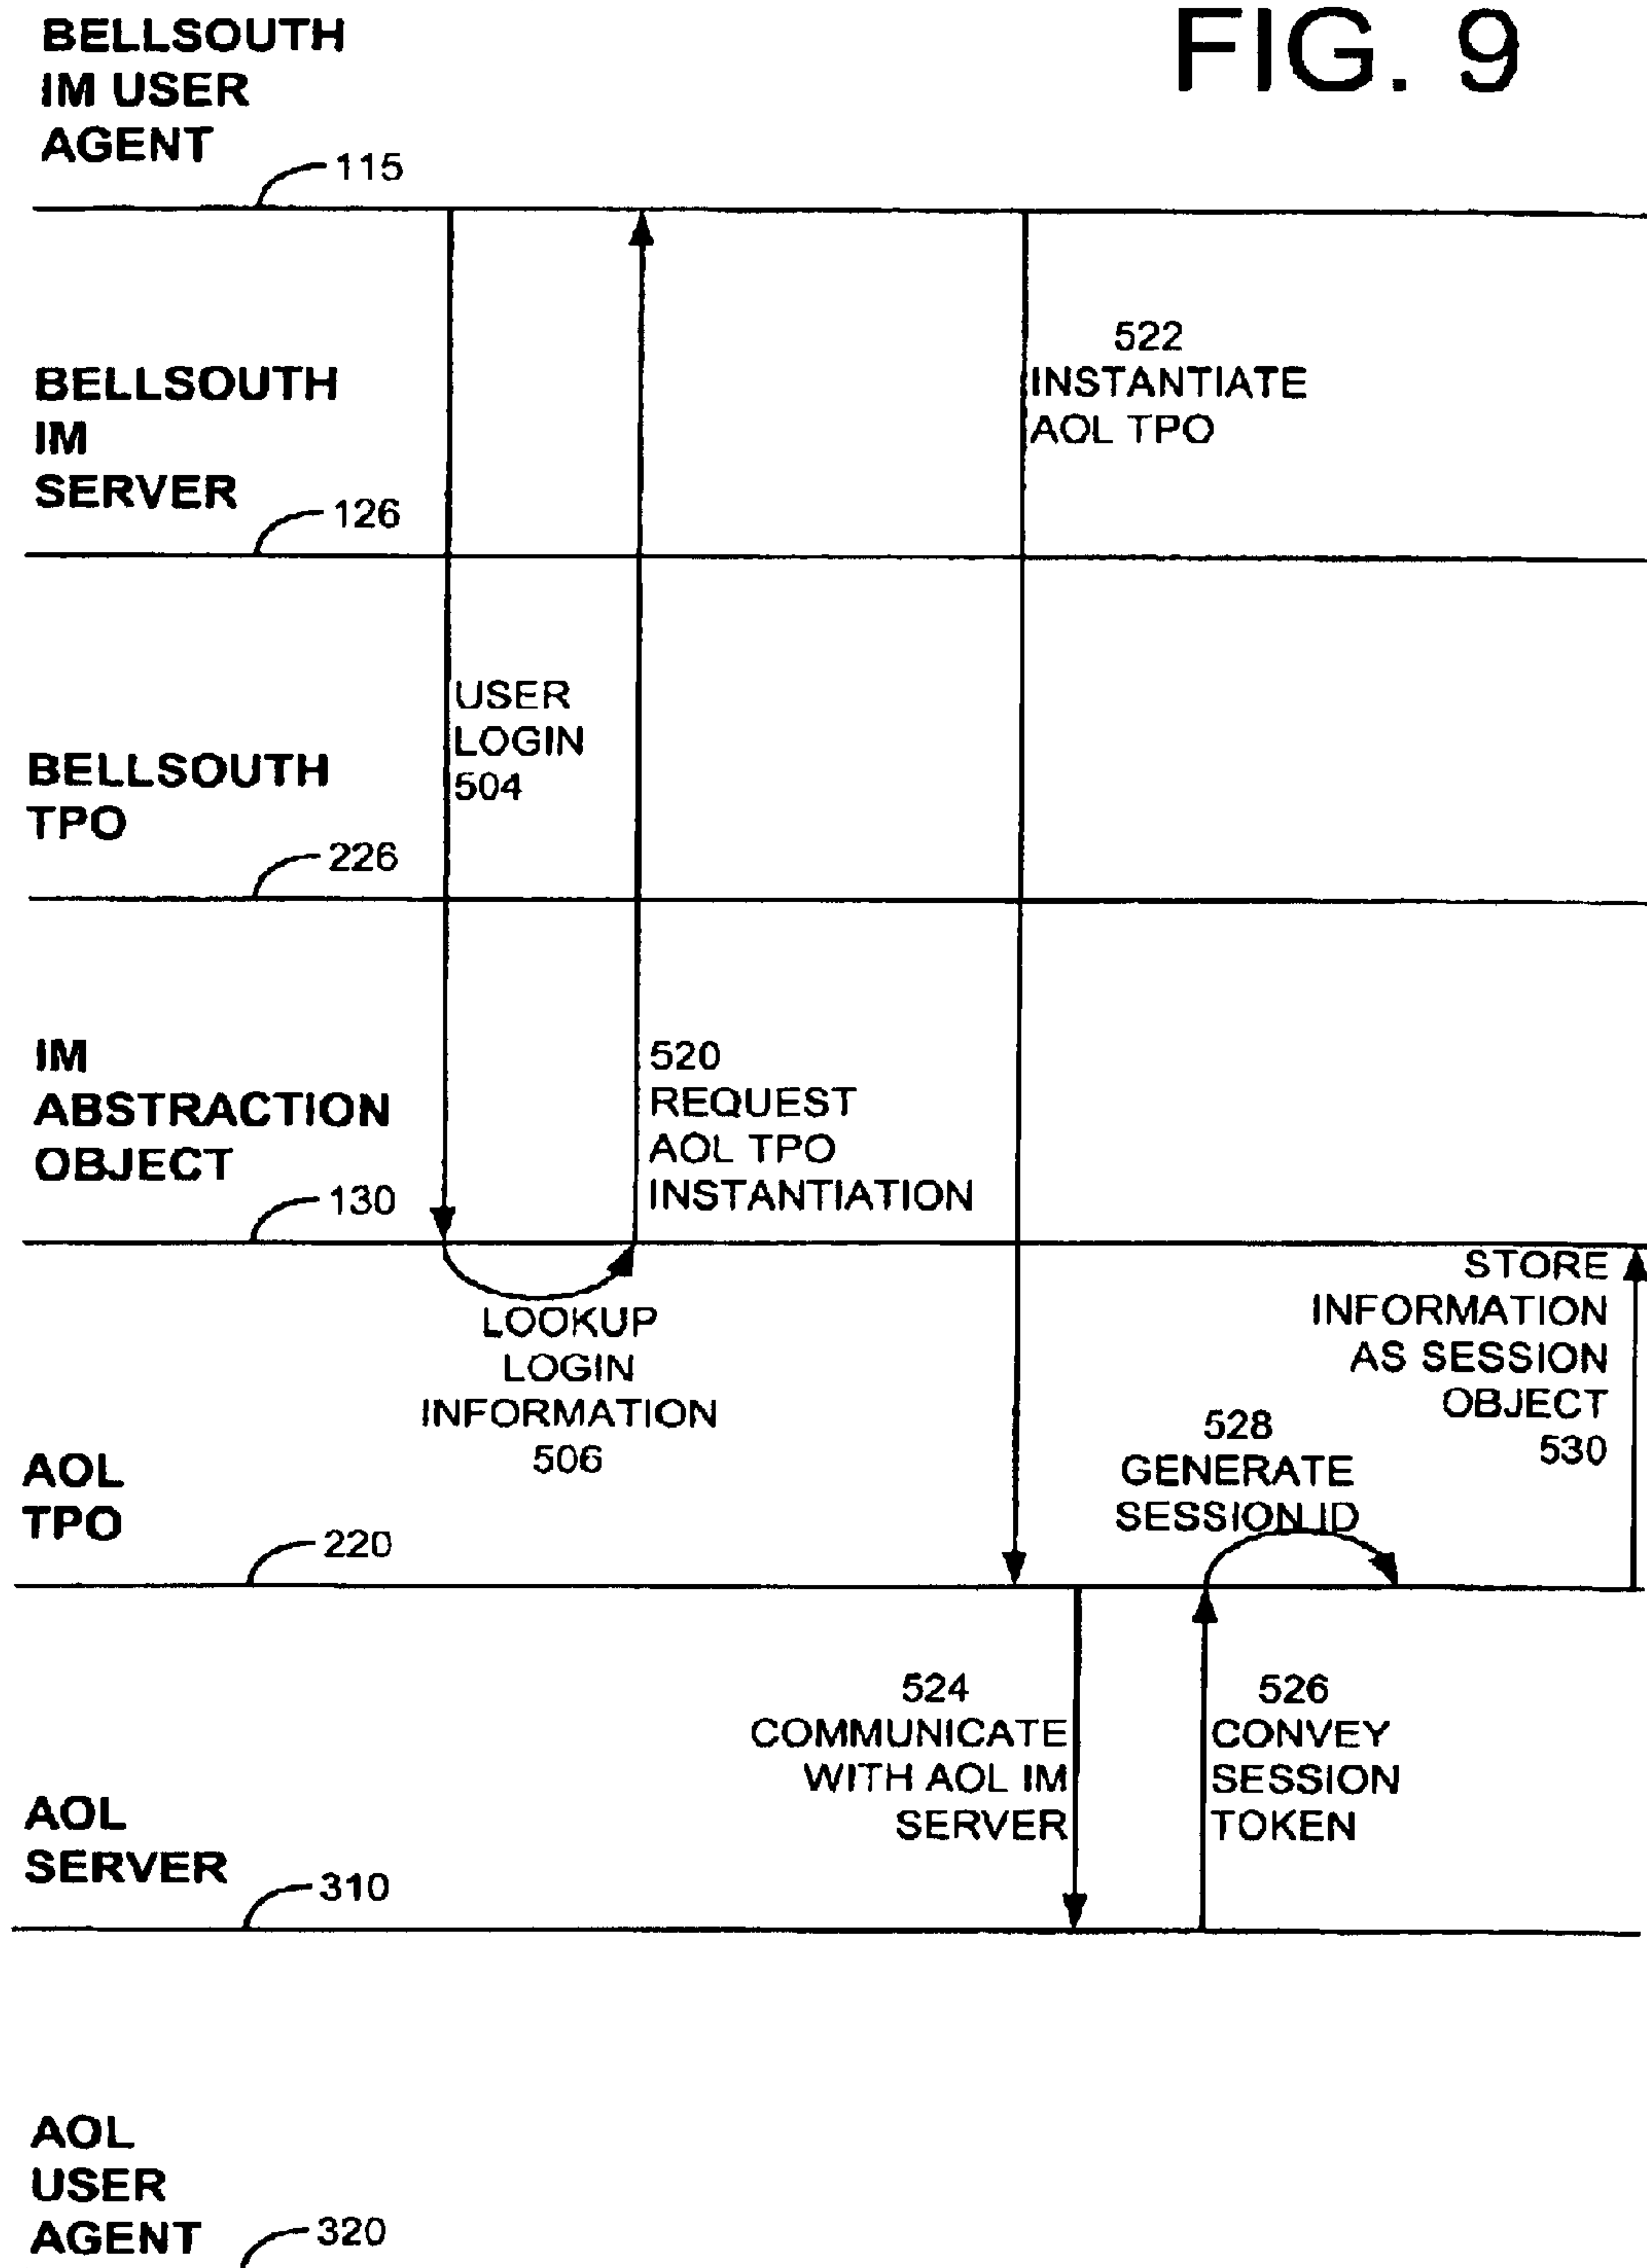 FIG. 9
BELLSOUTH
IM USER
AGENT
115
BELLSOUTH
IM
SERVER
126
522
INSTANTIATE
AOL TPO
USER
LOGIN
504
BELLSOUTH
TPO
226
IM
ABSTRACTION
OBJECT
130
520
REQUEST
AOL TPO
INSTANTIATION
LOOKUP
LOGIN
INFORMATION
506
STORE
INFORMATION
AS SESSION
OBJECT
530
528
GENERATE
SESSION ID
AOL
TPO
220
524
COMMUNICATE
WITH AOL IM
SERVER
526
CONVEY
SESSION
TOKEN
AOL
SERVER
310
AOL
USER
AGENT
320